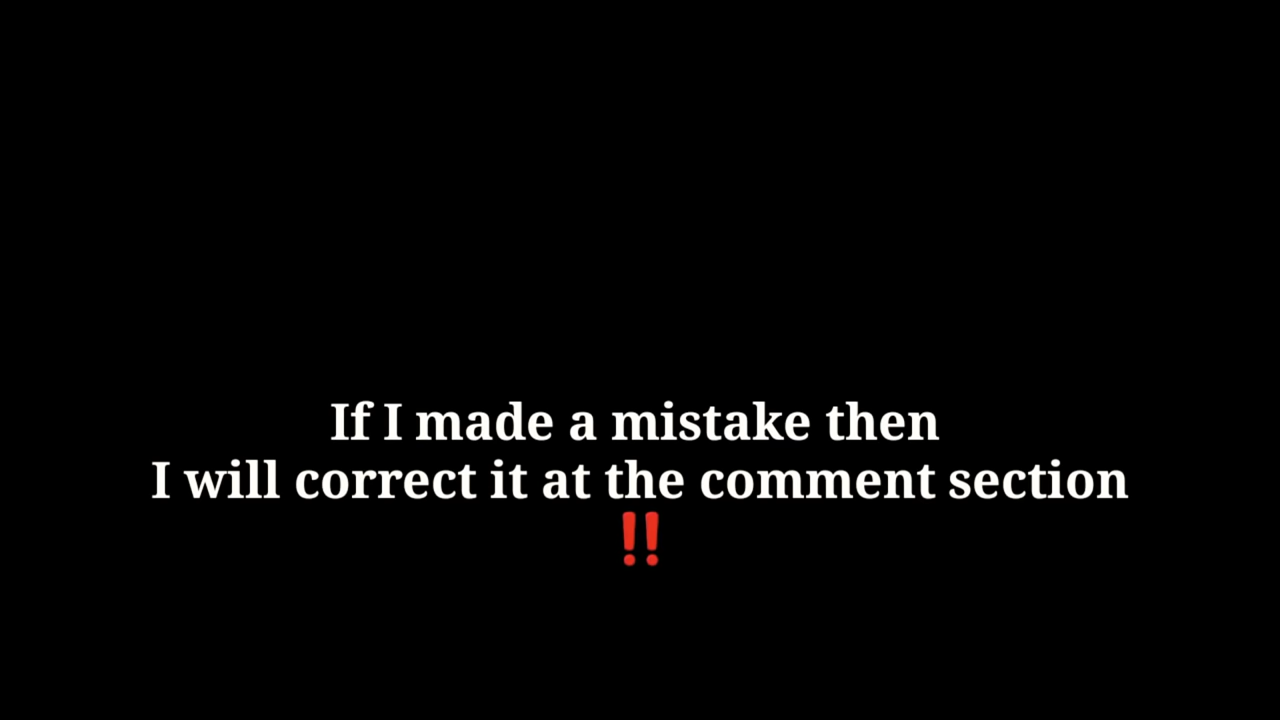 If I made a mistake then
I will correct it at the comment section
‼️